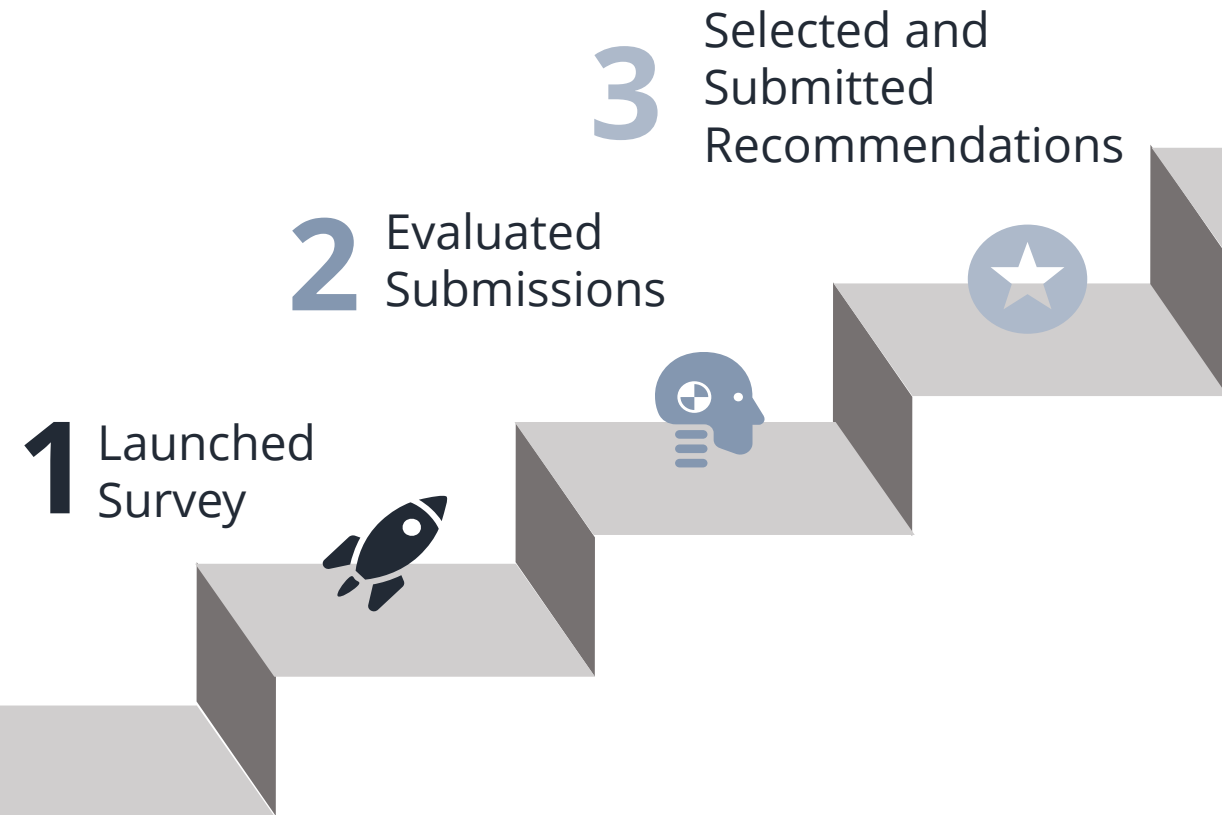 1 Launched
Survey
2 Evaluated
Submissions
3 Selected and
Submitted
Recommendations